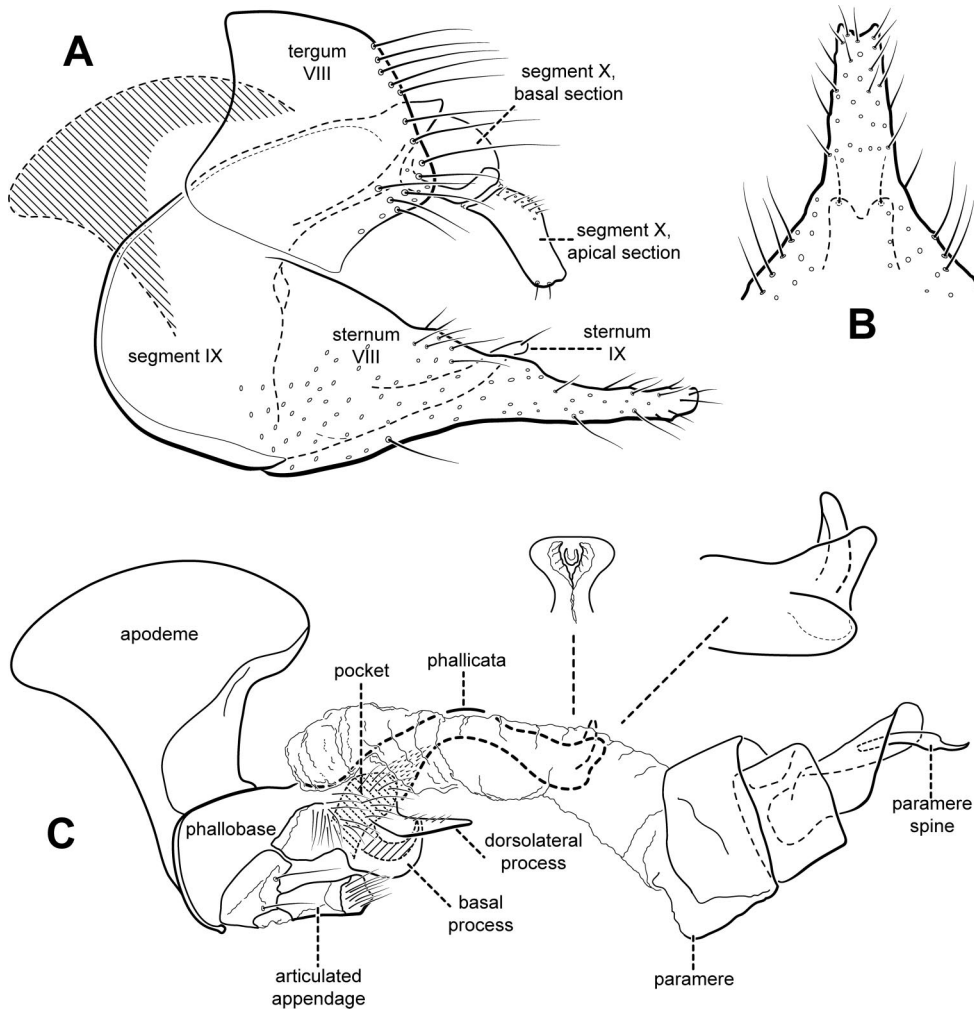 A
tergum
VIII
segment X,
basal section
segment X,
apical section
segment IX
sternum
VIII
sternum
IX
B
apodeme
pocket
phallicata
phallobase
C
dorsolateral
process
basal
process
articulated
appendage
paramere
spine
paramere